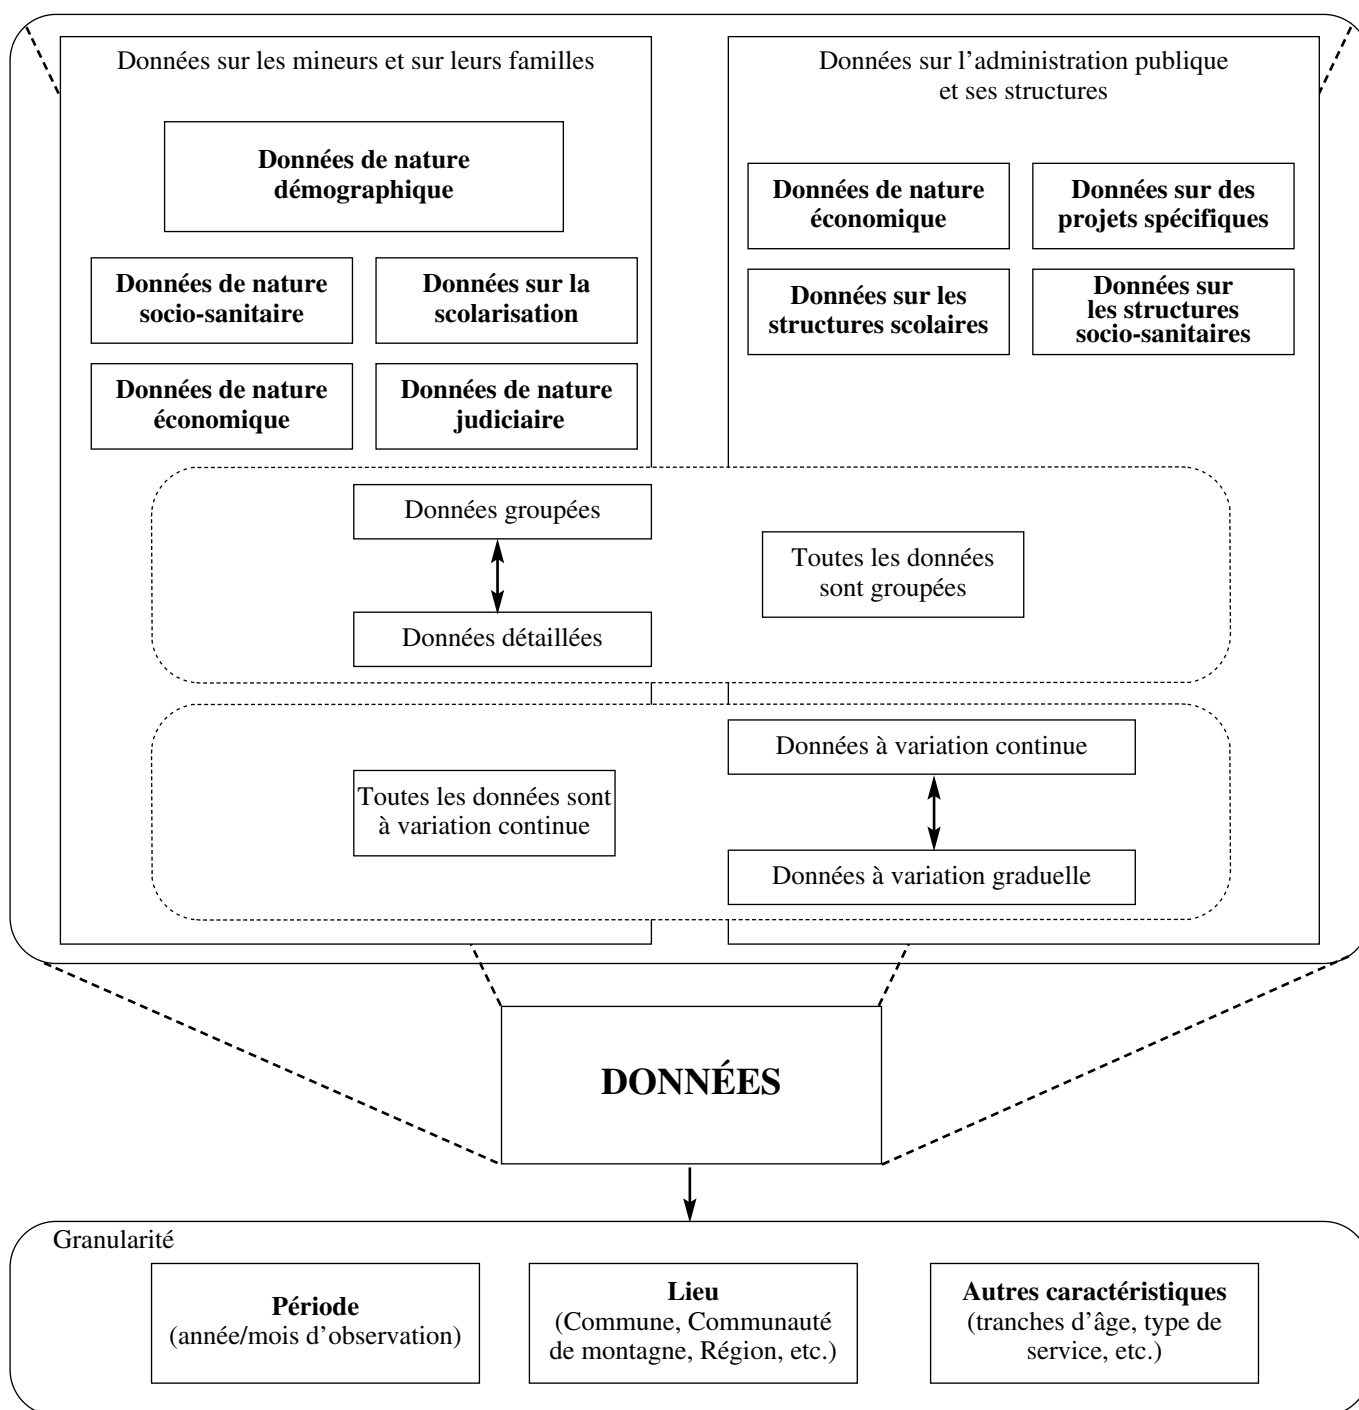 Données sur les mineurs et sur leurs familles
Données de nature
démographique
Données de nature
socio-sanitaire
Données sur la
scolarisation
Données de nature
économique
Données de nature
judiciaire
Données sur l’administration publique
et ses structures
Données de nature
économique
Données sur des
projets spécifiques
Données sur les
structures scolaires
Données sur
les structures
socio-sanitaires
Données groupées
Données détaillées
Toutes les données
sont groupées
Toutes les données sont
à variation continue
Données à variation continue
Données à variation graduelle
DONNÉES
Granularité
Période
(année/mois d’observation)
Lieu
(Commune, Communauté
de montagne, Région, etc.)
Autres caractéristiques
(tranches d’âge, type de
service, etc.)